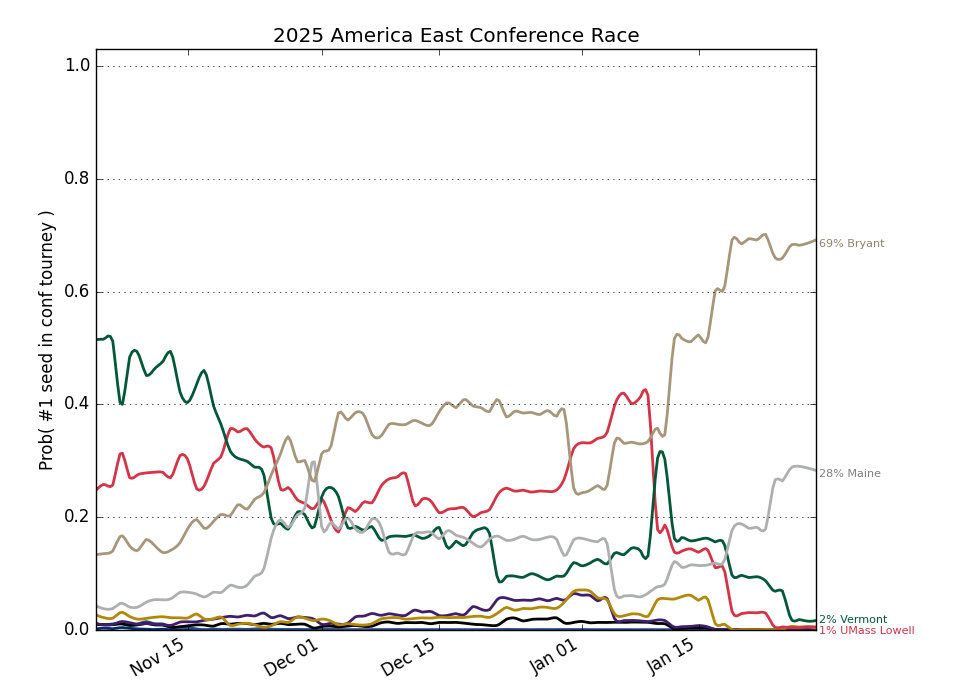 2025 America East Conference Race
Prob( #1 seed in conf tourney )
1.0
0.8
0.6
0.4
0.2
0.0
Nov 15
Dec 01
Dec 15
Jan 01
Jan 15
69% Bryant
28% Maine
2% Vermont
1% UMass Lowell